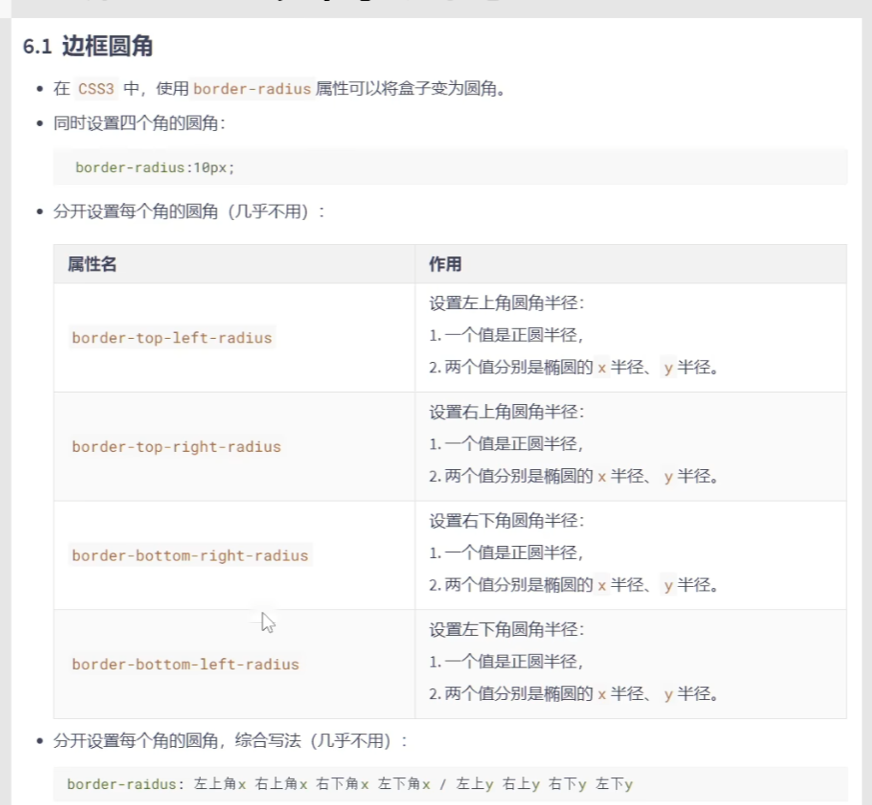 6.1 边框圆角
在 CSS3 中，使用 border-radius 属性可以将盒子变为圆角。
同时设置四个角的圆角：
border-radius:10px;
分开设置每个角的圆角（几乎不用）：
属性名 作用
border-top-left-radius
设置左上角圆角半径：
1. 一个值是正圆半径，
2. 两个值分别是椭圆的 x 半径、 y 半径。
border-top-right-radius
设置右上角圆角半径：
1. 一个值是正圆半径，
2. 两个值分别是椭圆的 x 半径、 y 半径。
border-bottom-right-radius
设置右下角圆角半径：
1. 一个值是正圆半径，
2. 两个值分别是椭圆的 x 半径、 y 半径。
border-bottom-left-radius
设置左下角圆角半径：
1. 一个值是正圆半径，
2. 两个值分别是椭圆的 x 半径、 y 半径。
分开设置每个角的圆角，综合写法（几乎不用）：
border-raidus: 左上角x 右上角x 右下角x 左下角x / 左上y 右上y 右下y 左下y